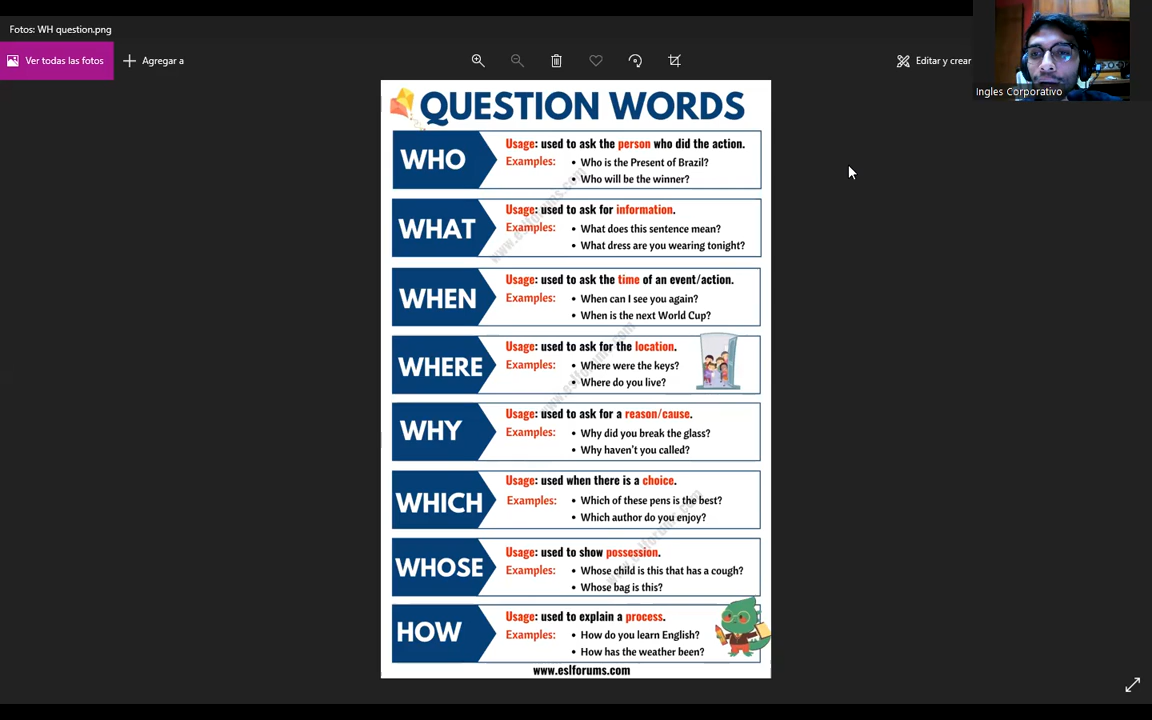 Fotos: WH question.png
Ver todas las fotos
Agregar a
Editar y crear
Ingles Corporativo
QUESTION WORDS
WHO
Usage: used to ask the person who did the action.
Examples:
• Who is the Present of Brazil?
• Who will be the winner?
WHAT
Usage: used to ask for information.
Examples:
• What does this sentence mean?
• What dress are you wearing tonight?
WHEN
Usage: used to ask the time of an event/action.
Examples:
• When can I see you again?
• When is the next World Cup?
WHERE
Usage: used to ask for the location.
Examples:
• Where were the keys?
• Where do you live?
WHY
Usage: used to ask for a reason/cause.
Examples:
• Why did you break the glass?
• Why haven't you called?
WHICH
Usage: used when there is a choice.
Examples:
• Which of these pens is the best?
• Which author do you enjoy?
WHOSE
Usage: used to show possession.
Examples:
• Whose child is this that has a cough?
• Whose bag is this?
HOW
Usage: used to explain a process.
Examples:
• How do you learn English?
• How has the weather been?
www.eslforums.com
www.eslforums.com
www.eslforums.com
www.eslforums.com